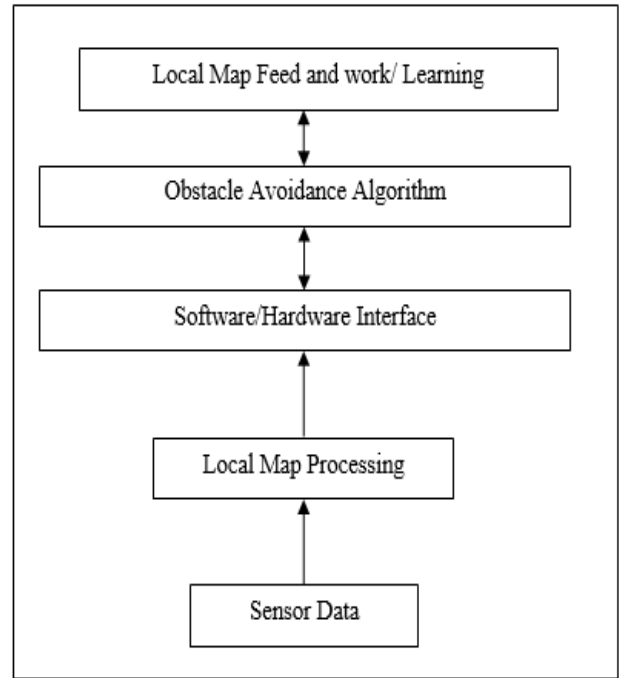 Local Map Feed and work/ Learning
Obstacle Avoidance Algorithm
Software/Hardware Interface
Local Map Processing
Sensor Data